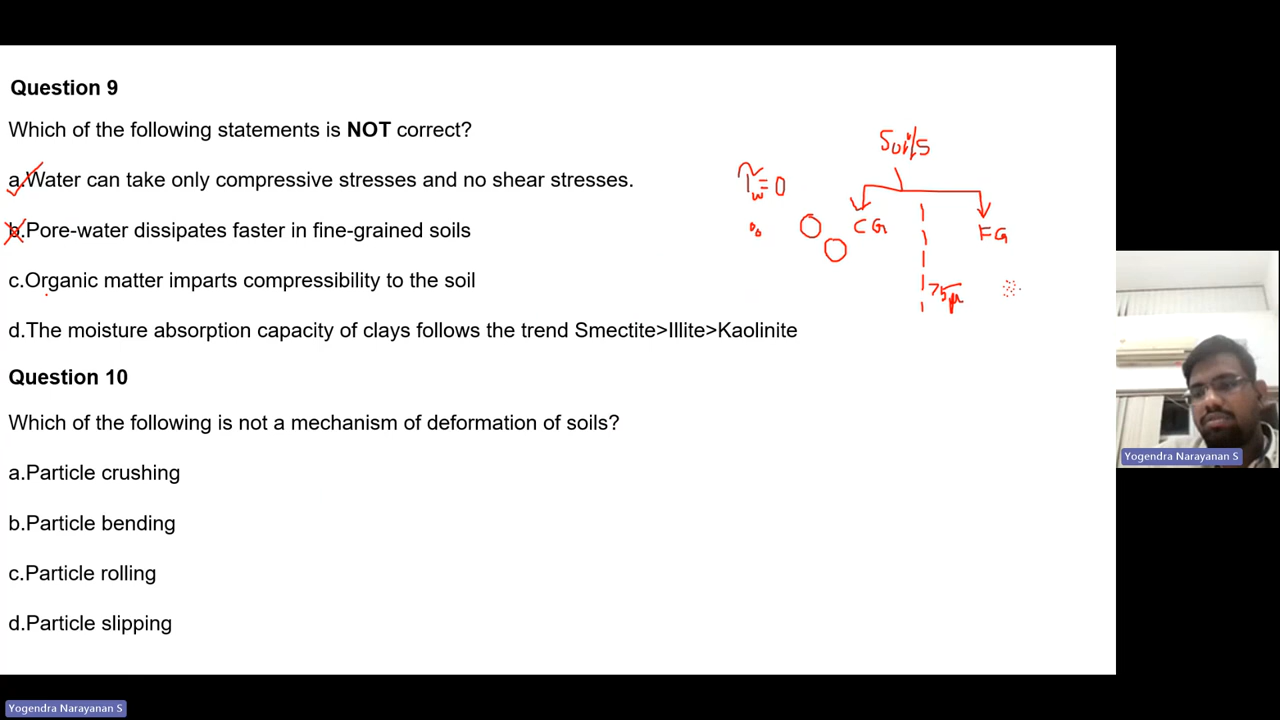 Question 9
Which of the following statements is NOT correct?
a.Water can take only compressive stresses and no shear stresses.
b.Pore-water dissipates faster in fine-grained soils
c.Organic matter imparts compressibility to the soil
d.The moisture absorption capacity of clays follows the trend Smectite>Illite>Kaolinite
Soils
τw=0
CG
FG
75μ
Question 10
Which of the following is not a mechanism of deformation of soils?
a.Particle crushing
b.Particle bending
c.Particle rolling
d.Particle slipping
Yogendra Narayanan S
Yogendra Narayanan S